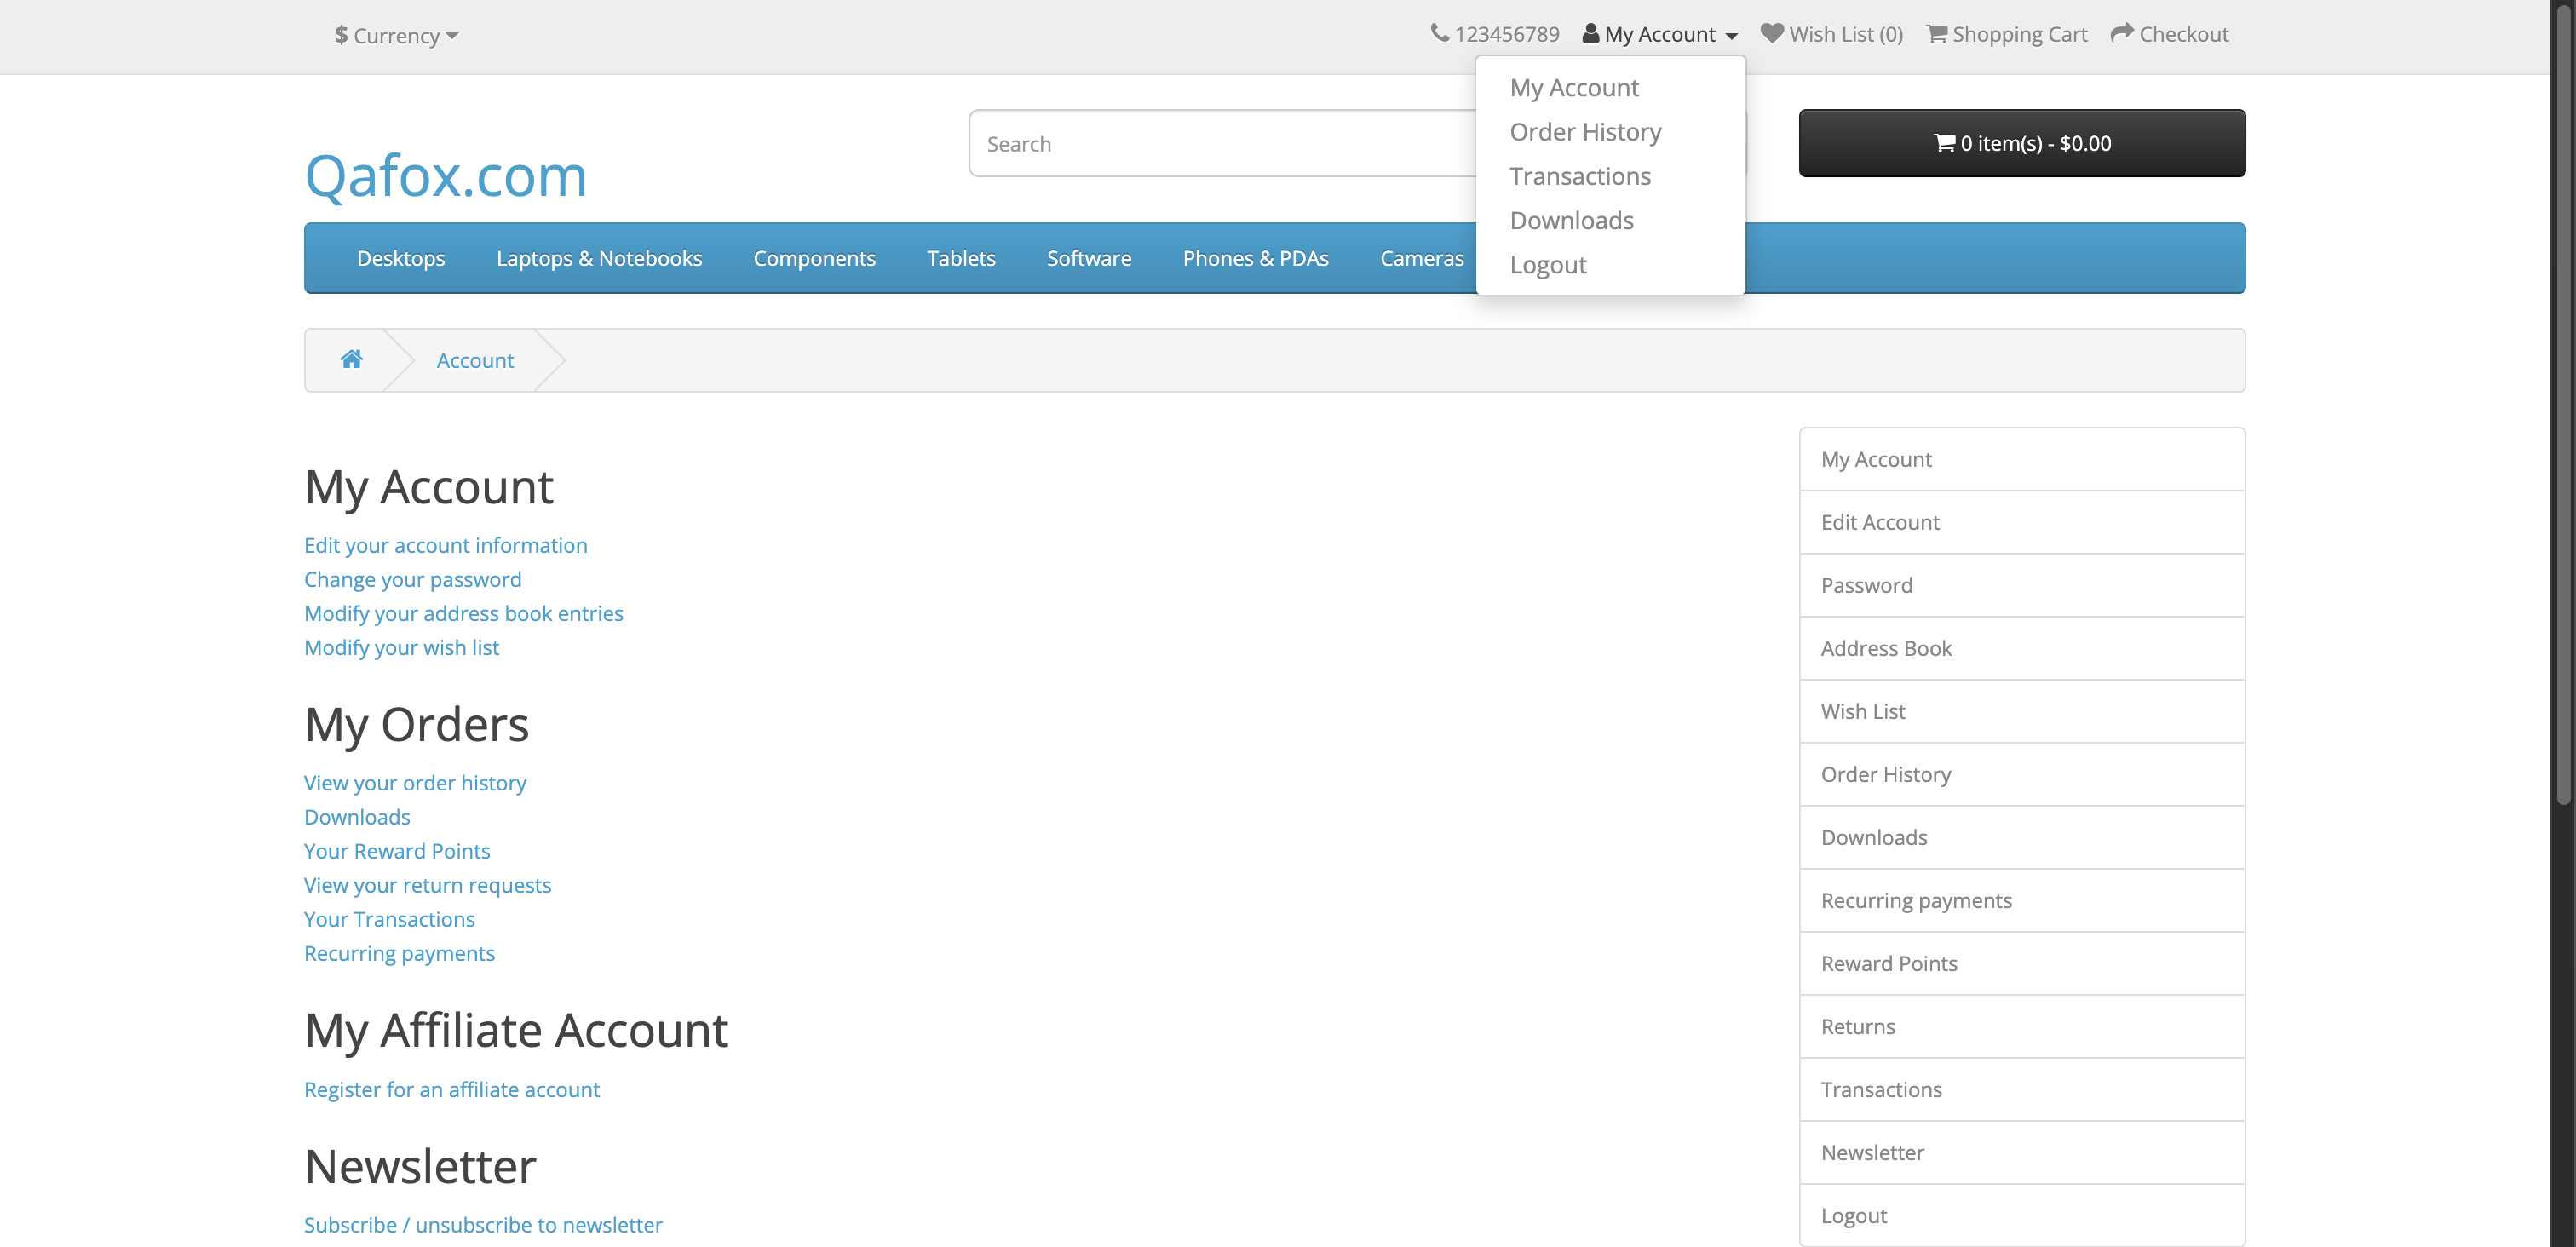 $ Currency
123456789 My Account Wish List (0) Shopping Cart Checkout
My Account
Order History
Transactions
Downloads
Logout
Qafox.com
Search
0 item(s) - $0.00
Desktops Laptops & Notebooks Components Tablets Software Phones & PDAs Cameras
Account
My Account
Edit your account information
Change your password
Modify your address book entries
Modify your wish list
My Orders
View your order history
Downloads
Your Reward Points
View your return requests
Your Transactions
Recurring payments
My Affiliate Account
Register for an affiliate account
Newsletter
Subscribe / unsubscribe to newsletter
My Account
Edit Account
Password
Address Book
Wish List
Order History
Downloads
Recurring payments
Reward Points
Returns
Transactions
Newsletter
Logout